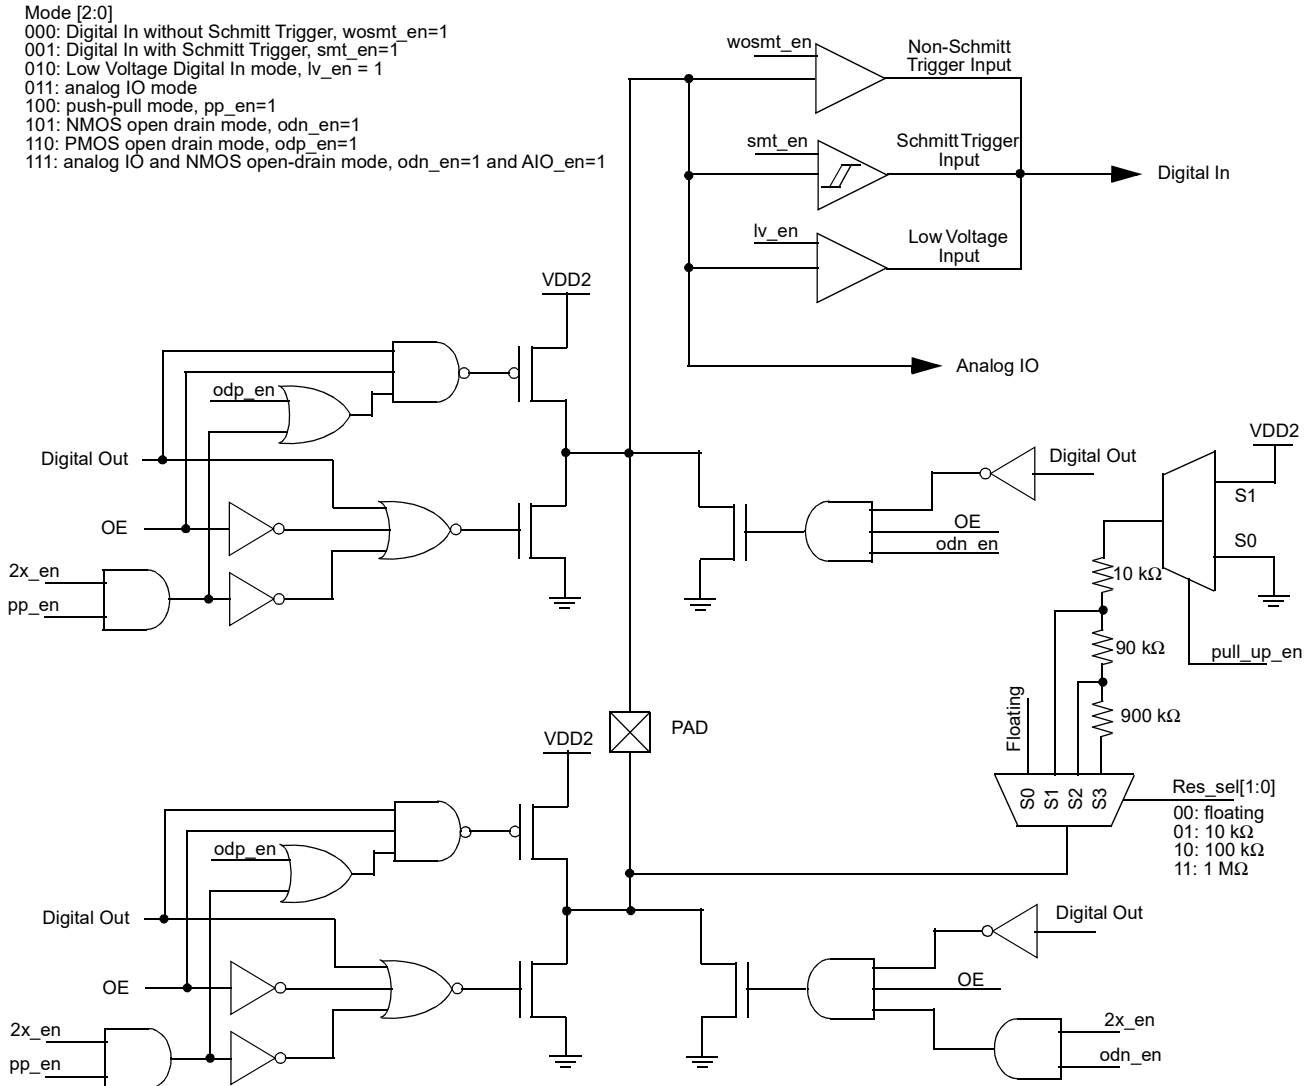 Mode [2:0]
000: Digital In without Schmitt Trigger, wosmt_en=1
001: Digital In with Schmitt Trigger, smt_en=1
010: Low Voltage Digital In mode, lv_en = 1
011: analog IO mode
100: push-pull mode, pp_en=1
101: NMOS open drain mode, odn_en=1
110: PMOS open drain mode, odp_en=1
111: analog IO and NMOS open-drain mode, odn_en=1 and AIO_en=1
wosmt_en
Non-Schmitt
Trigger Input
smt_en
Schmitt Trigger
Input
Digital In
lv_en
Low Voltage
Input
Analog IO
VDD2
odp_en
Digital Out
OE
2x_en
pp_en
Digital Out
OE
odn_en
VDD2
S1
S0
10 kΩ
90 kΩ
900 kΩ
pull_up_en
Floating
S0
S1
S2
S3
Res_sel[1:0]
00: floating
01: 10 kΩ
10: 100 kΩ
11: 1 MΩ
PAD
VDD2
odp_en
Digital Out
OE
2x_en
pp_en
Digital Out
OE
2x_en
odn_en